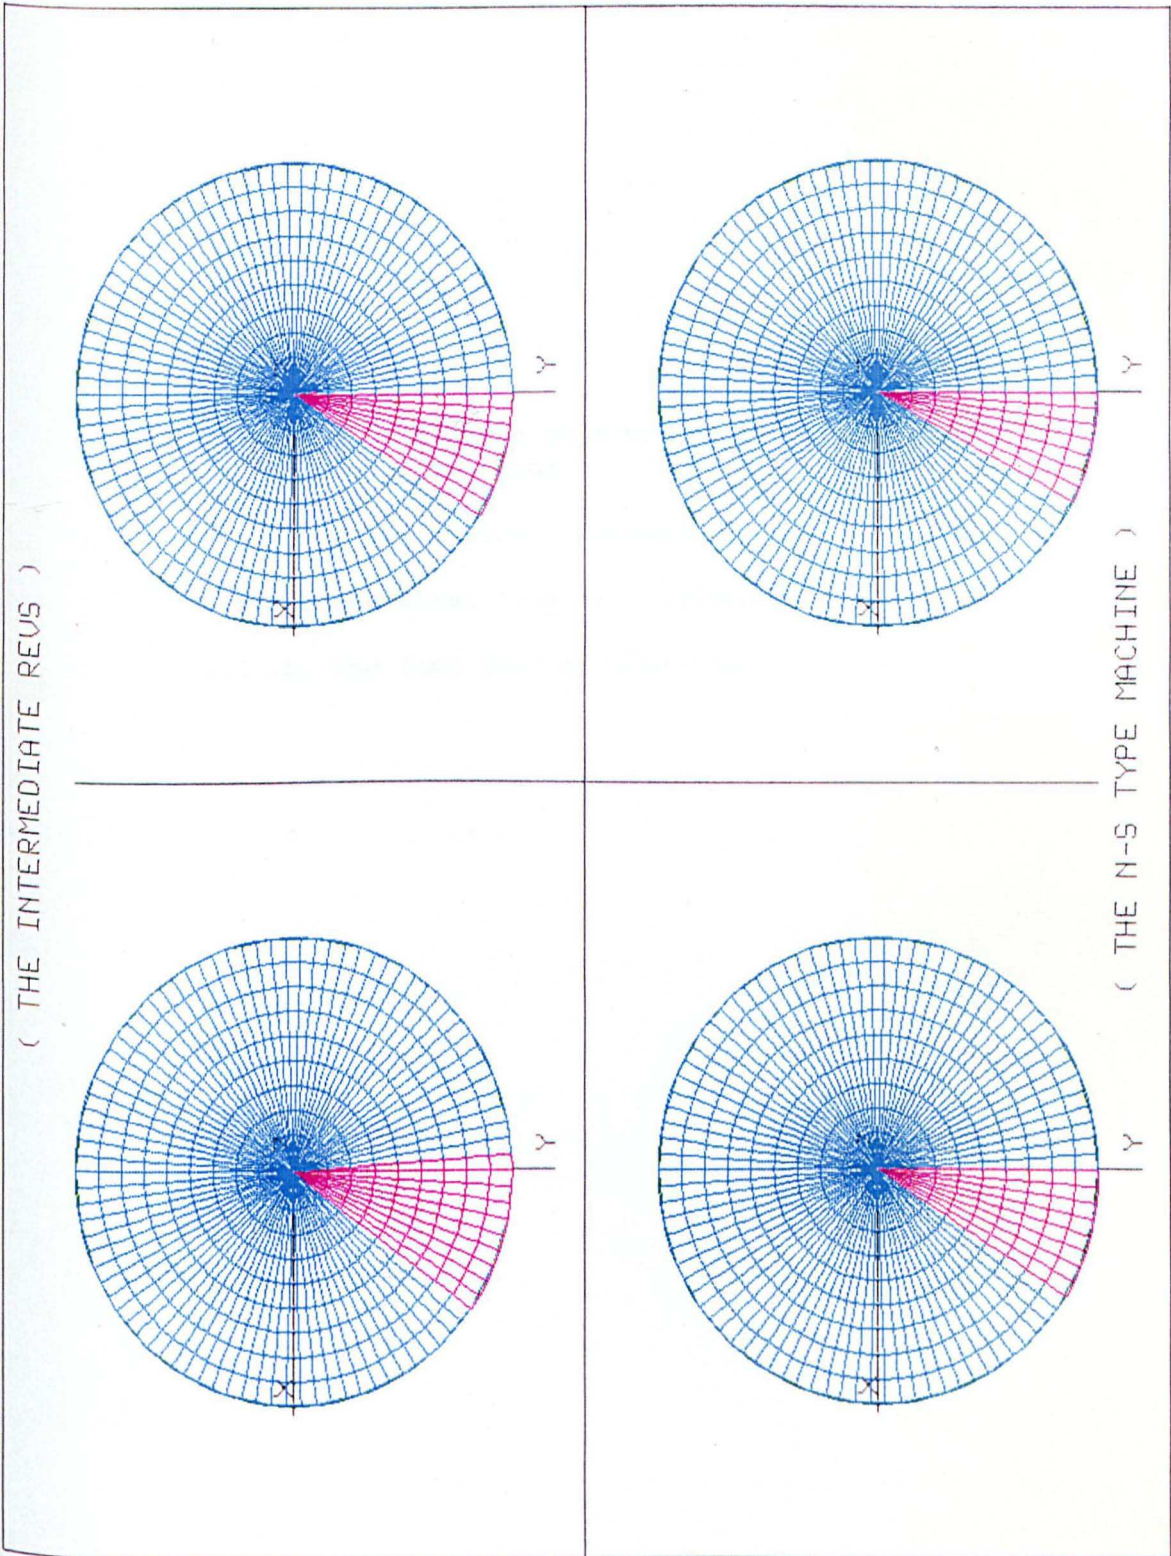 ( THE INTERMEDIATE REVS )
Y
X
Y
X
Y
X
Y
X
( THE N-S TYPE MACHINE )